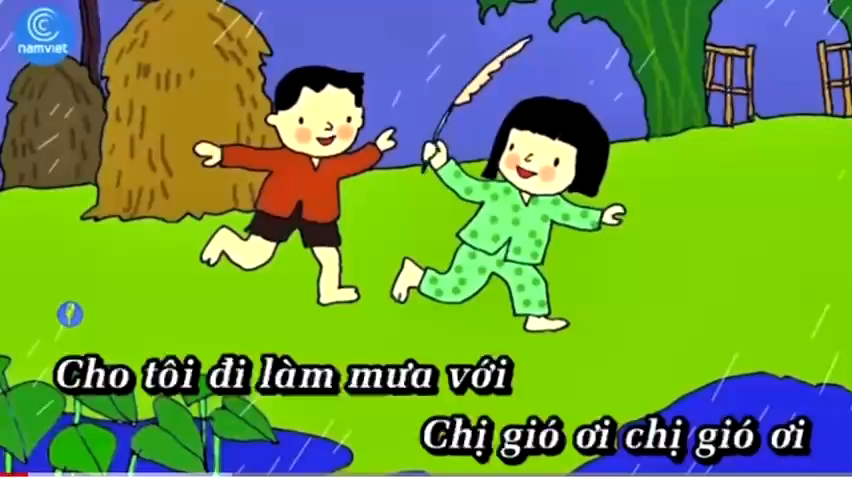 namviet
Cho tôi đi làm mưa với
Chị gió ơi chị gió ơi